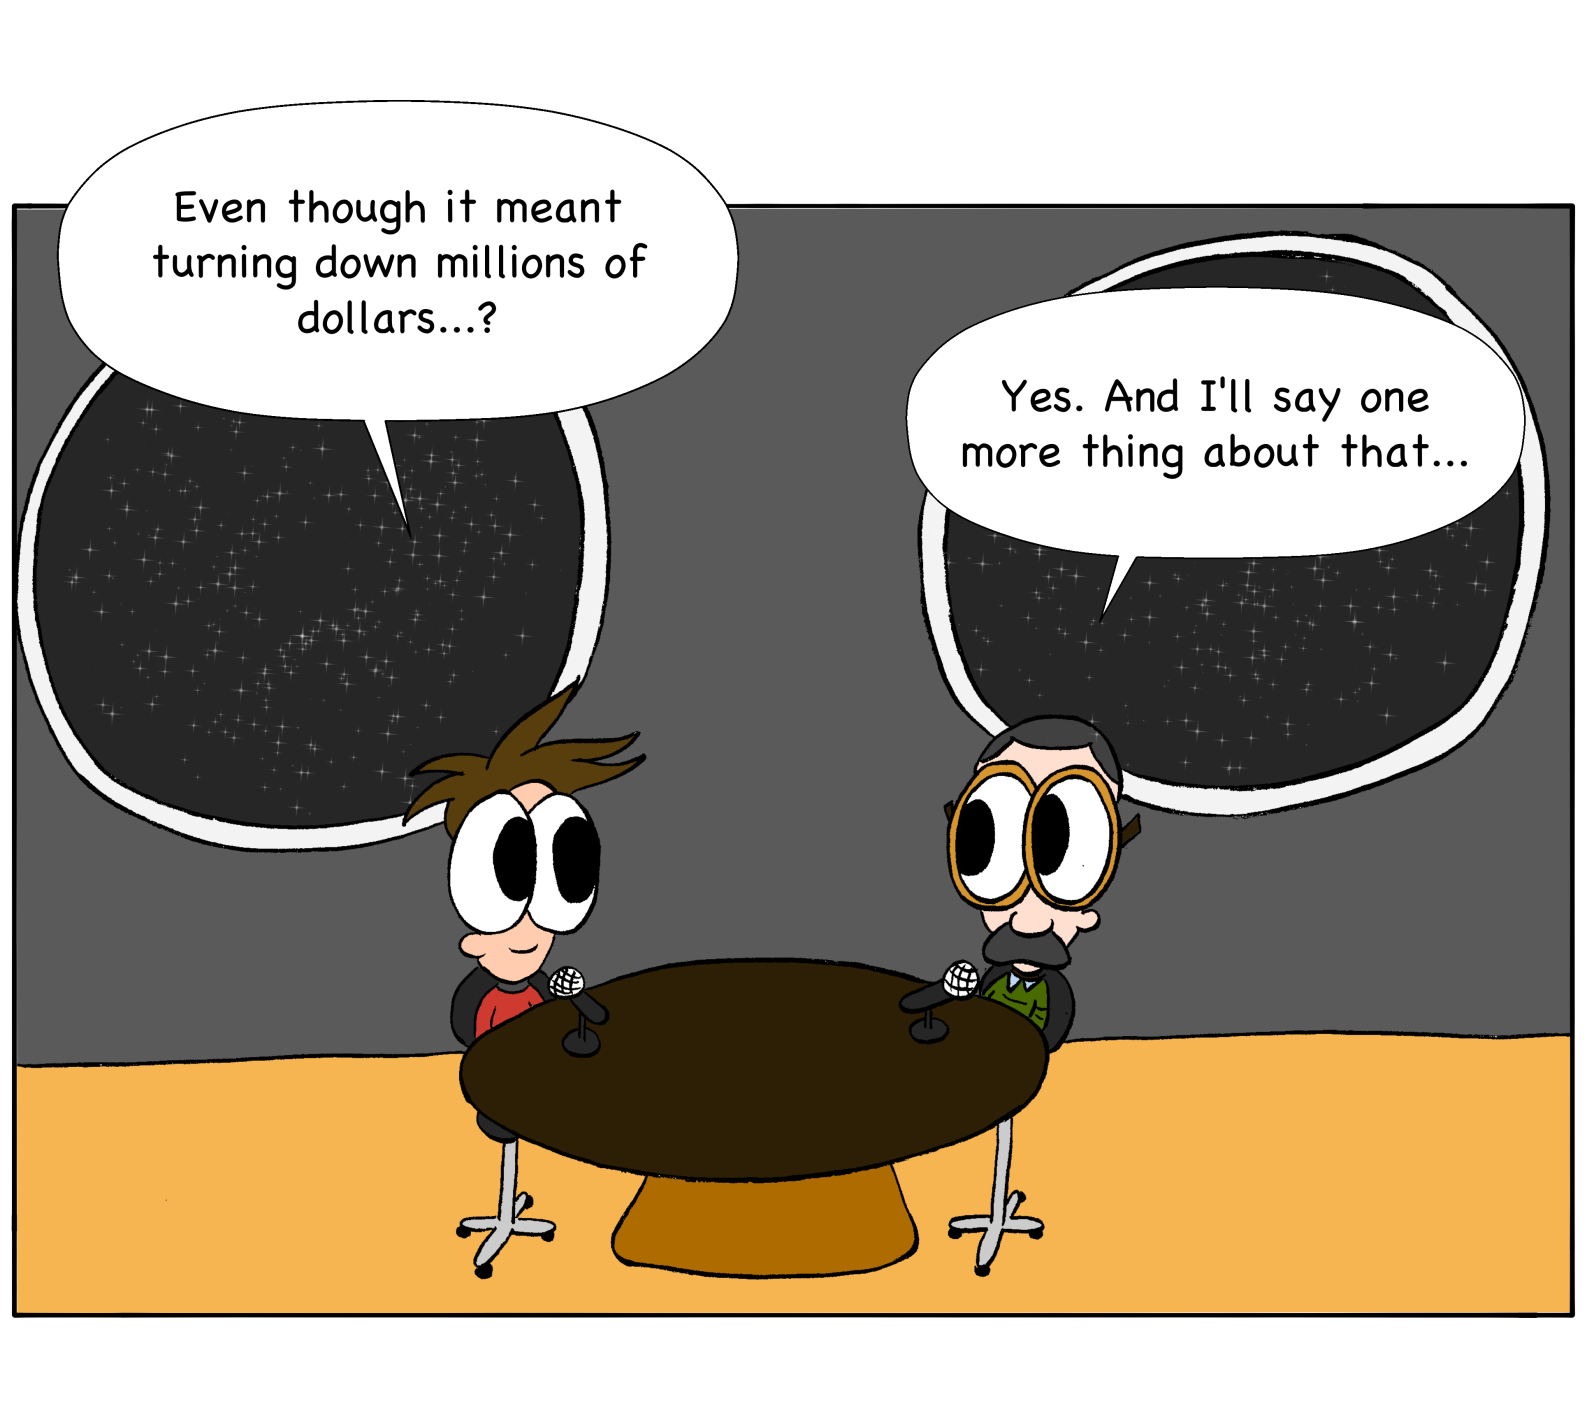 Even though it meant
turning down millions of
dollars...?
Yes. And I'll say one
more thing about that...